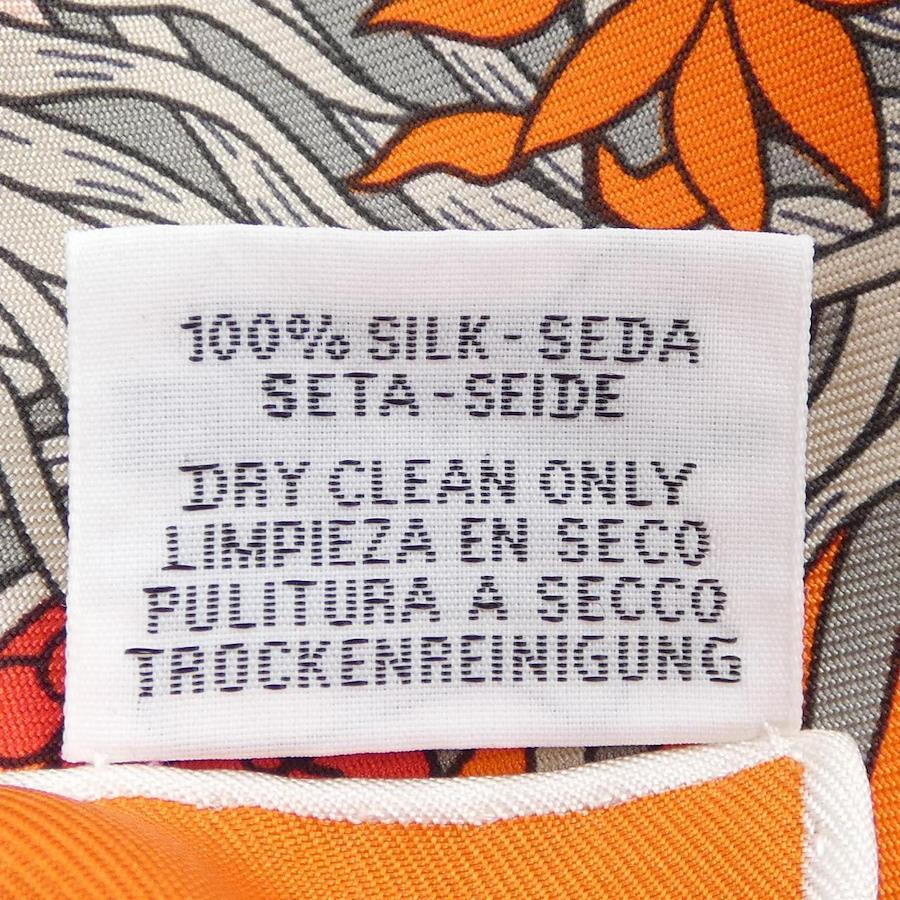 100% SILK - SEDA
SETA - SEIDE
DRY CLEAN ONLY
LIMPIEZA EN SECO
PULITURA A SECCO
TROCKENREINIGUNG